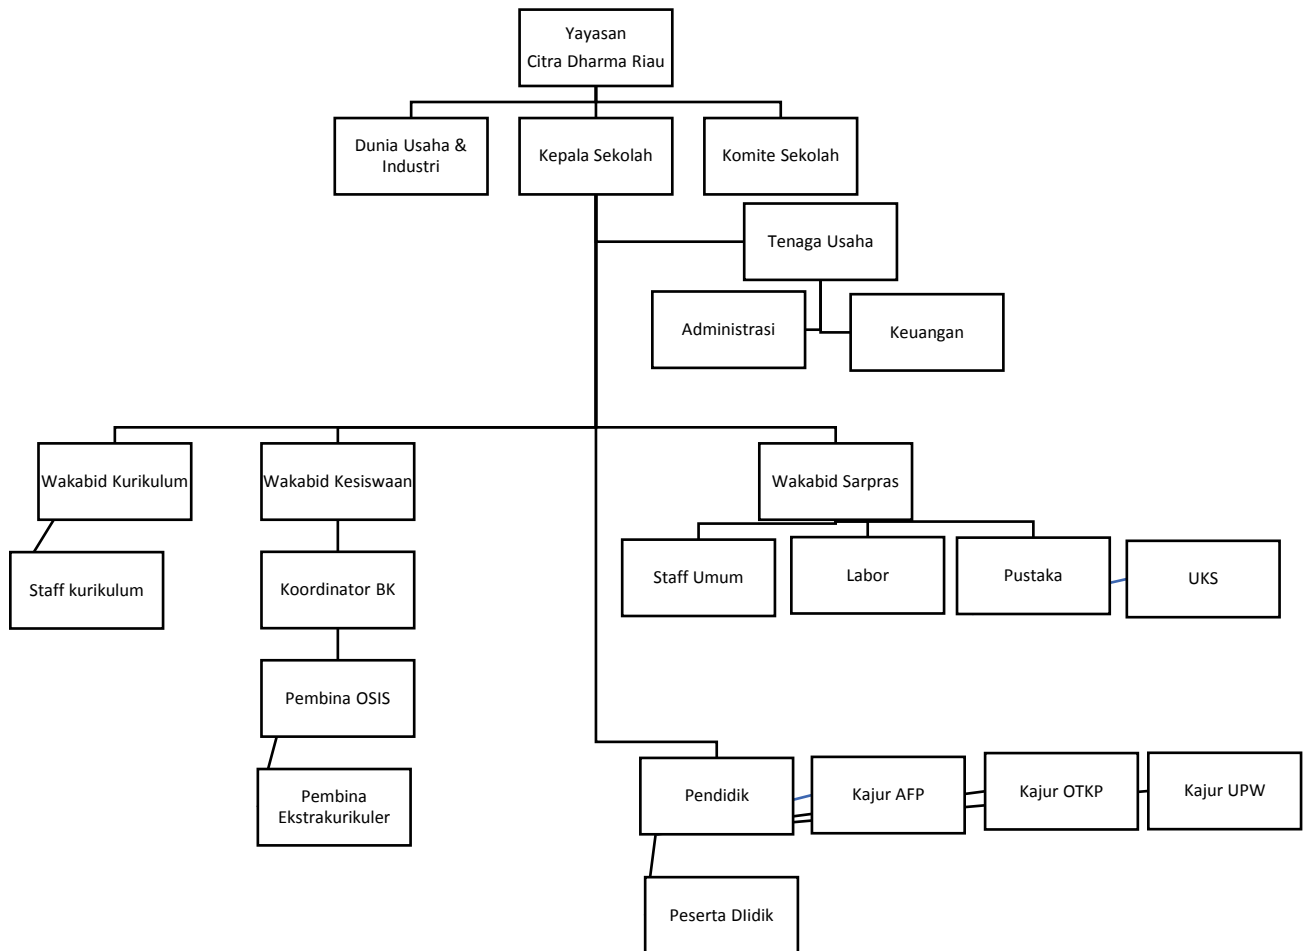 Yayasan
Citra Dharma Riau
Dunia Usaha &
Industri
Kepala Sekolah
Komite Sekolah
Tenaga Usaha
Administrasi
Keuangan
Wakabid Kurikulum
Wakabid Kesiswaan
Wakabid Sarpras
Staff kurikulum
Koordinator BK
Staff Umum
Labor
Pustaka
UKS
Pembina OSIS
Pembina
Ekstrakurikuler
Pendidik
Kajur AFP
Kajur OTKP
Kajur UPW
Peserta DIidik